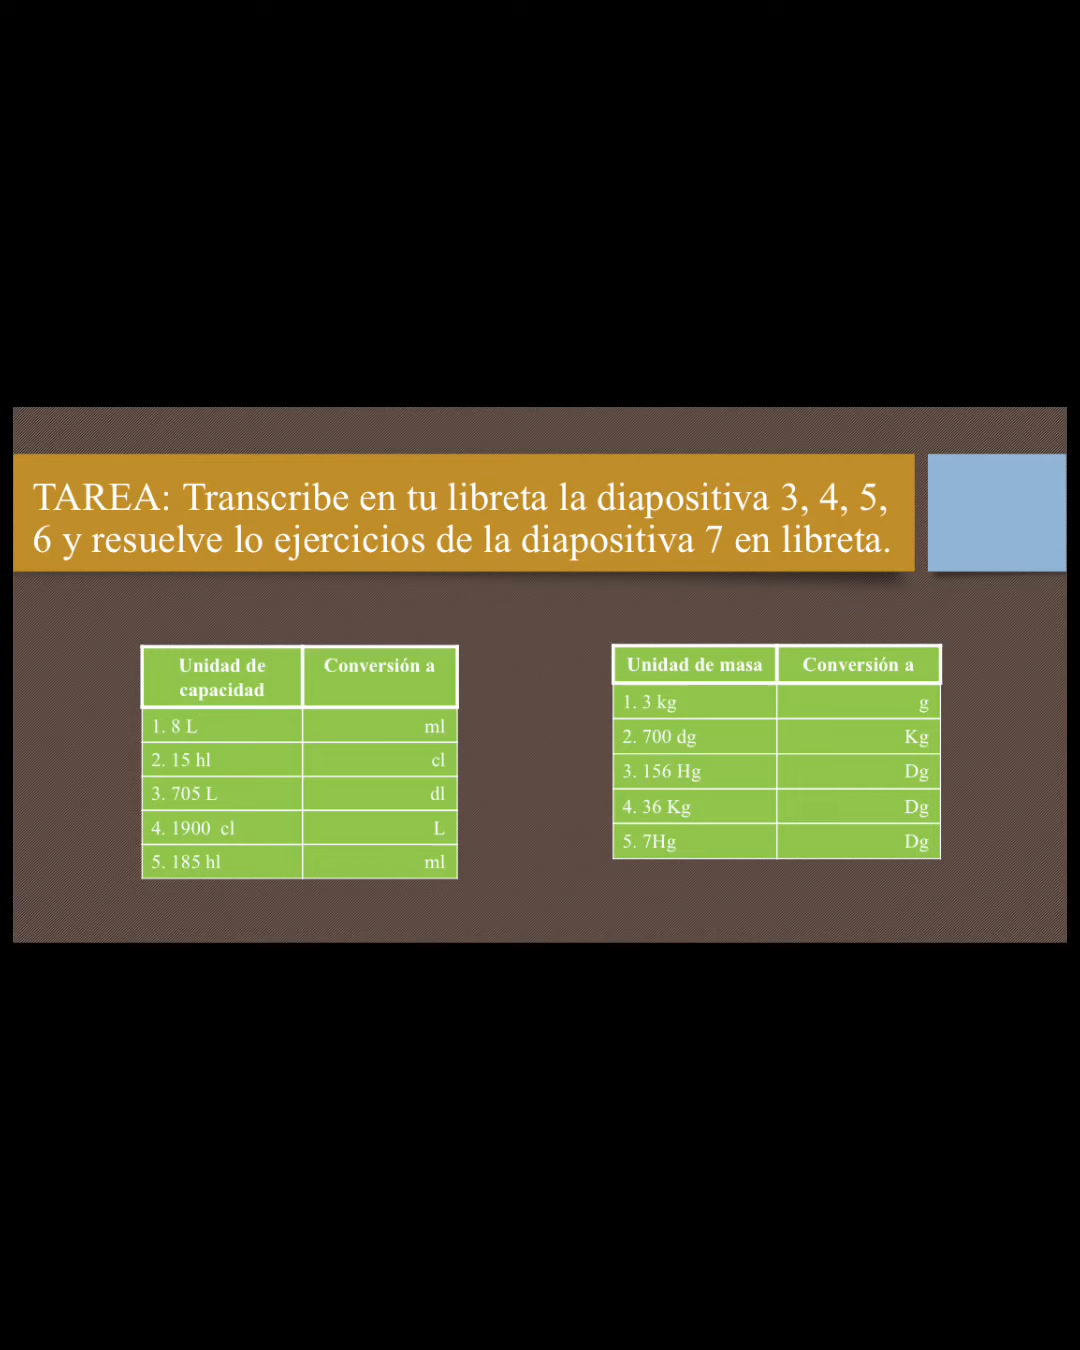 TAREA: Transcribe en tu libreta la diapositiva 3, 4, 5,
6 y resuelve lo ejercicios de la diapositiva 7 en libreta.
Unidad de capacidad Conversión a
1. 8 L ml
2. 15 hl cl
3. 705 L dl
4. 1900 cl L
5. 185 hl ml
Unidad de masa Conversión a
1. 3 kg g
2. 700 dg Kg
3. 156 Hg Dg
4. 36 Kg Dg
5. 7Hg Dg